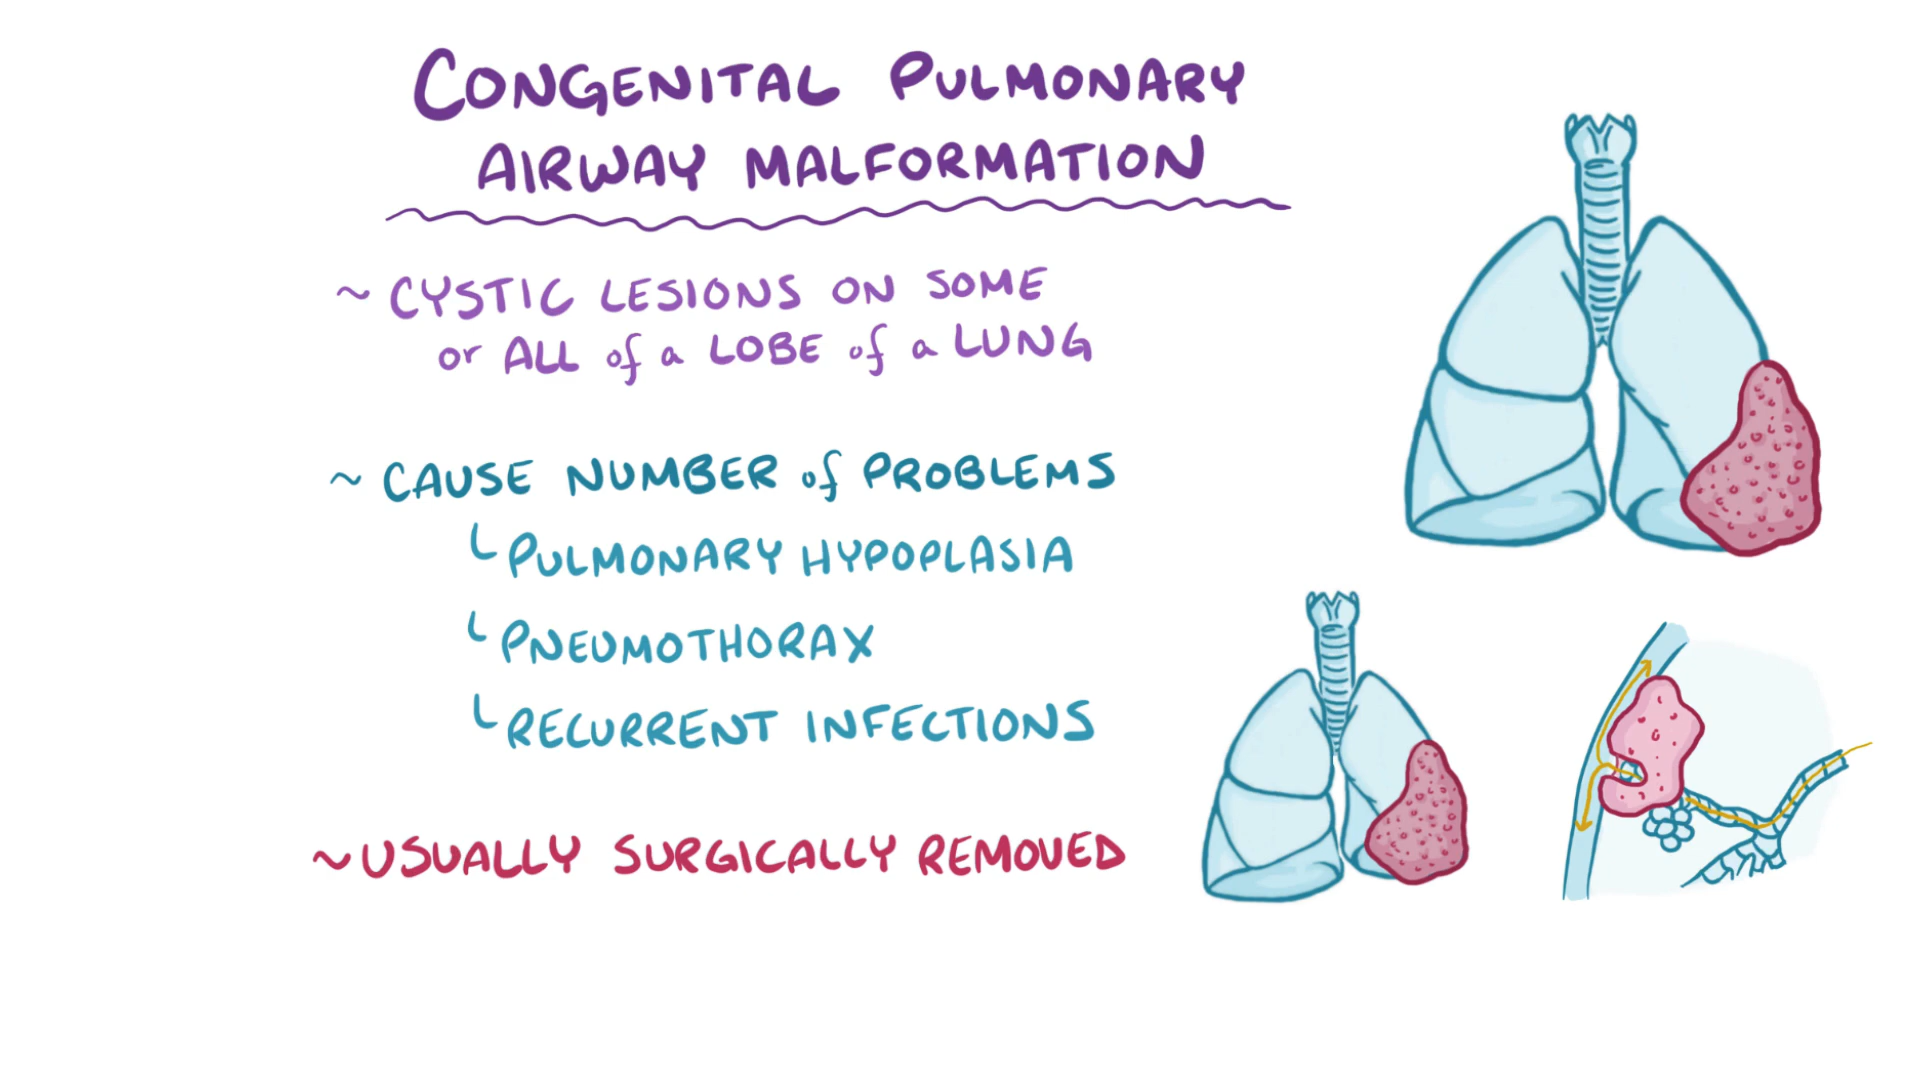 CONGENITAL PULMONARY
AIRWAY MALFORMATION
~ CYSTIC LESIONS ON SOME
or ALL of a LOBE of a LUNG
~ CAUSE NUMBER of PROBLEMS
└ PULMONARY HYPOPLASIA
└ PNEUMOTHORAX
└ RECURRENT INFECTIONS
~ USUALLY SURGICALLY REMOVED